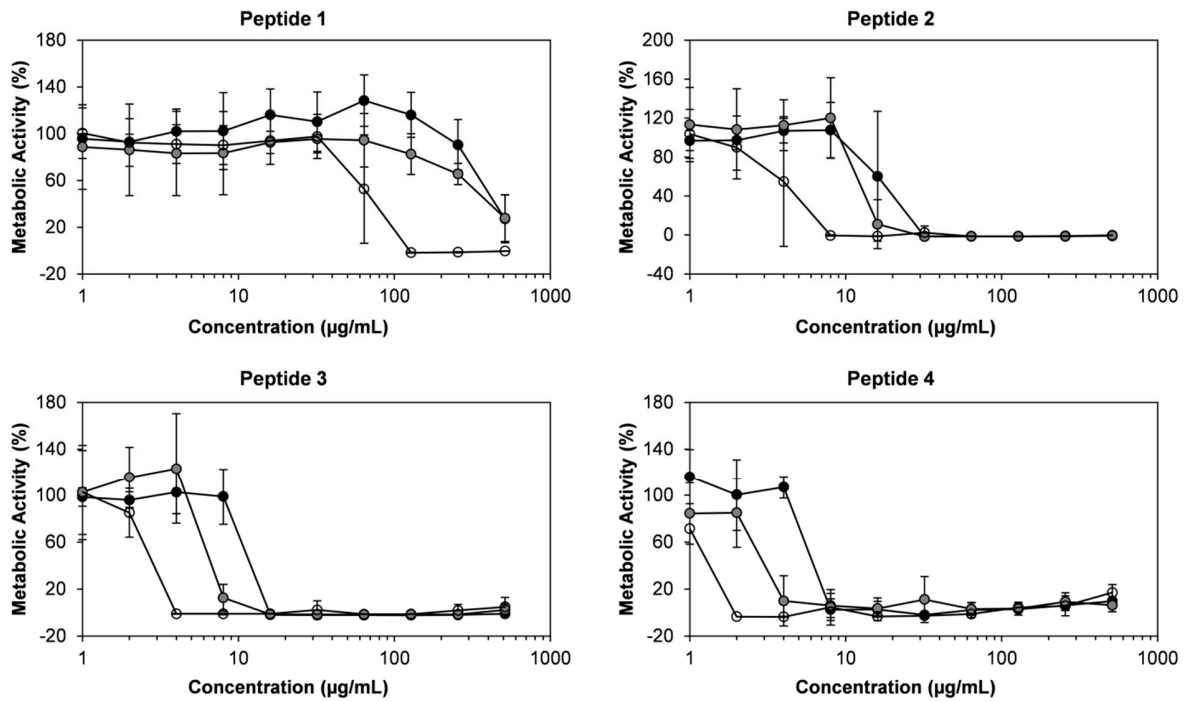 Peptide 1
Metabolic Activity (%)
180
140
100
60
20
-20
1 10 100 1000
Concentration (µg/mL)
Peptide 2
Metabolic Activity (%)
200
160
120
80
40
0
-40
1 10 100 1000
Concentration (µg/mL)
Peptide 3
Metabolic Activity (%)
180
140
100
60
20
-20
1 10 100 1000
Concentration (µg/mL)
Peptide 4
Metabolic Activity (%)
180
140
100
60
20
-20
1 10 100 1000
Concentration (µg/mL)